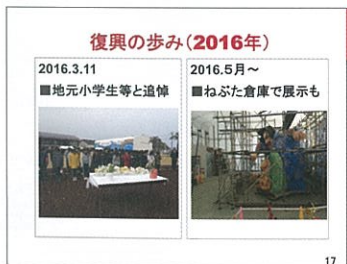 復興の歩み(2016年)
2016.3.11
■地元小学生等と追悼
2016.5月～
■ねぶた倉庫で展示も
17